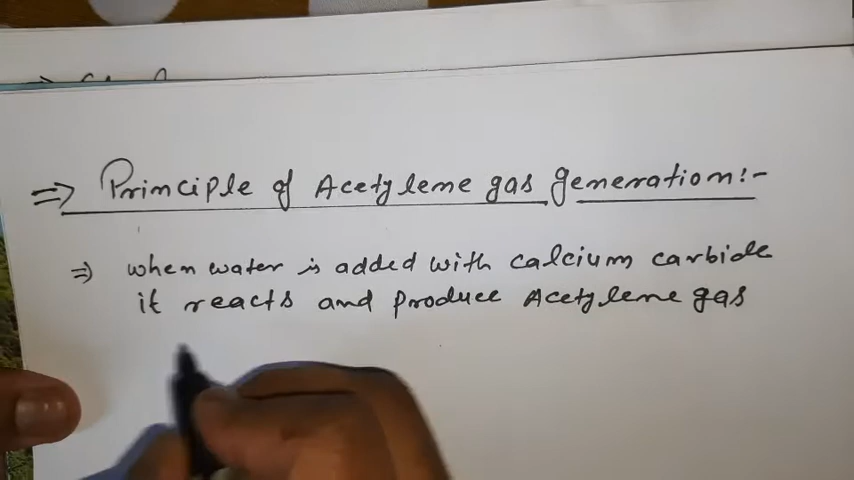 ⇒ Principle of Acetylene gas generation:-
⇒ when water is added with calcium carbide
it reacts and produce Acetylene gas